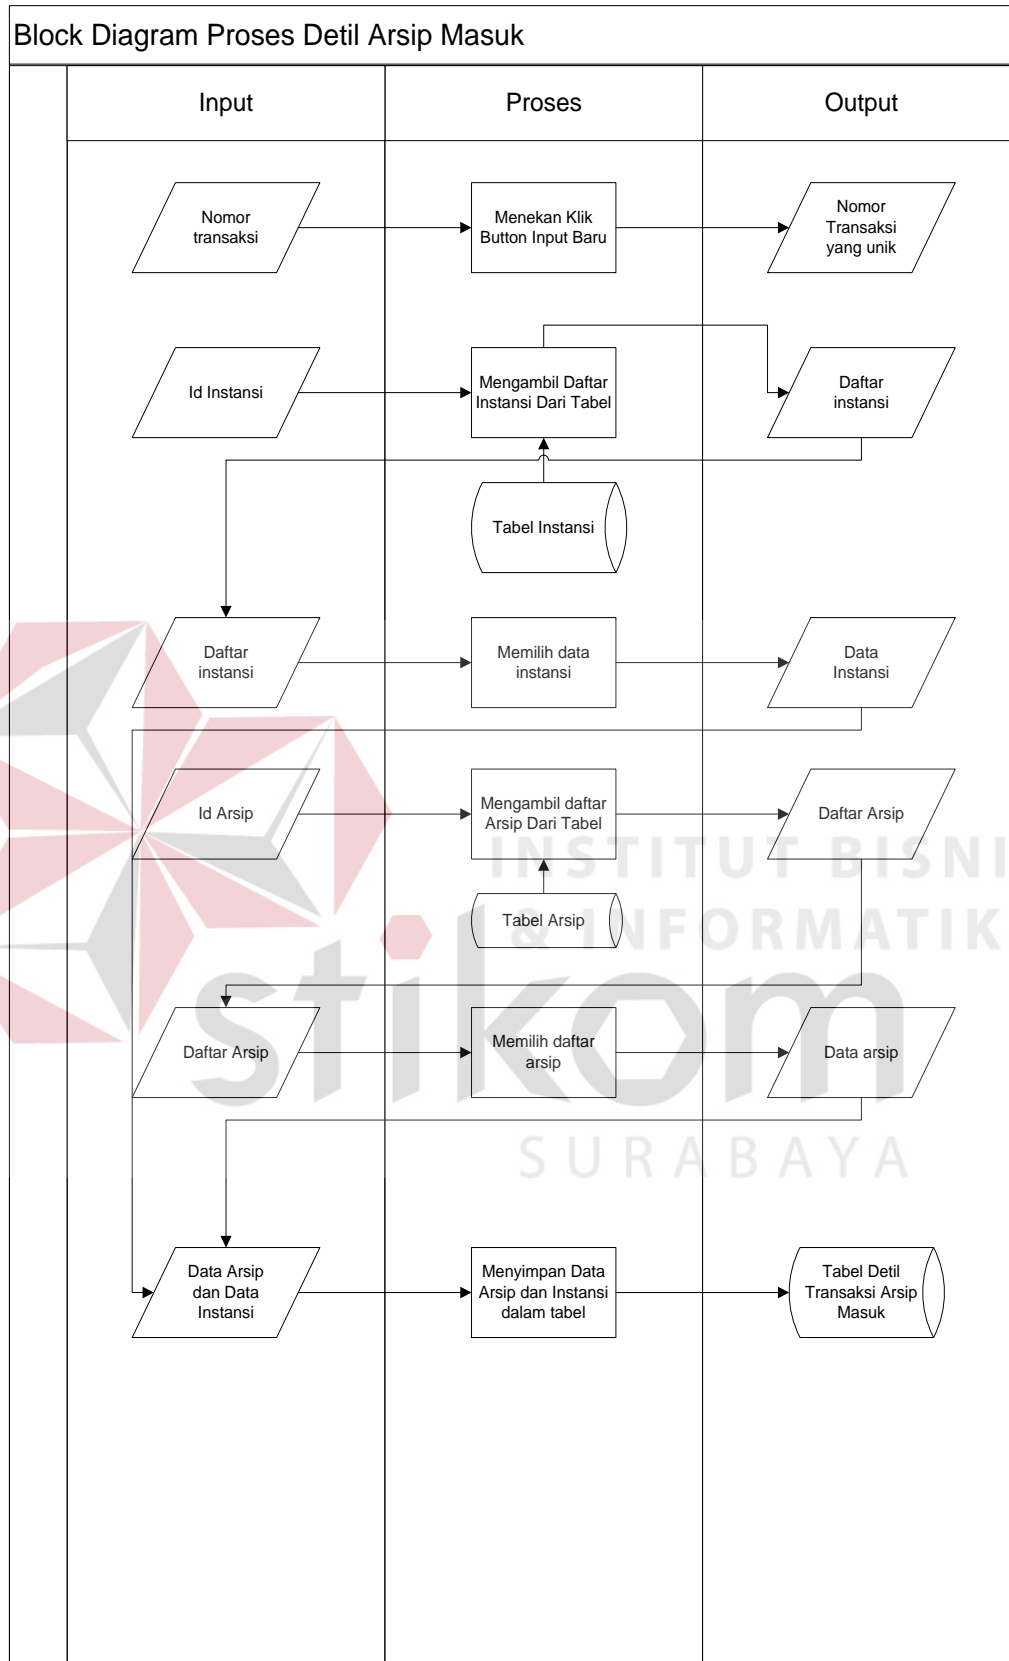 Block Diagram Proses Detil Arsip Masuk
Input
Proses
Output
Nomor
transaksi
Menekan Klik
Button Input Baru
Nomor
Transaksi
yang unik
Id Instansi
Mengambil Daftar
Instansi Dari Tabel
Daftar
instansi
Tabel Instansi
Daftar
instansi
Memilih data
instansi
Data
Instansi
Id Arsip
Mengambil daftar
Arsip Dari Tabel
Daftar Arsip
INSTITUT BISNI
Tabel Arsip
& INFORMATIK
stikom
Daftar Arsip
Memilih daftar
arsip
Data arsip
SURABAYA
Data Arsip
dan Data
Instansi
Menyimpan Data
Arsip dan Instansi
dalam tabel
Tabel Detil
Transaksi Arsip
Masuk